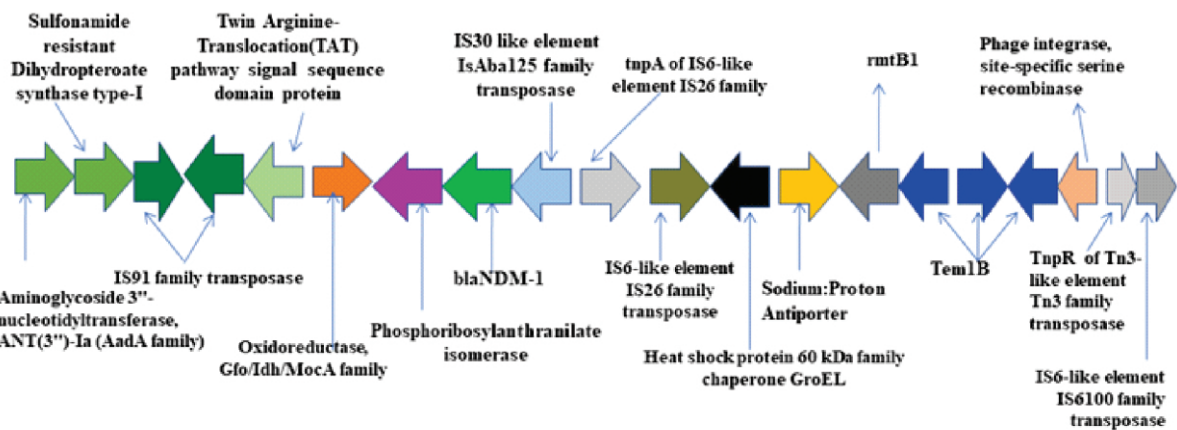 Sulfonamide
resistant
Dihydropteroate
synthase type-I
Twin Arginine-
Translocation(TAT)
pathway signal sequence
domain protein
IS30 like element
IsAba125 family
transposase
tnpA of IS6-like
element IS26 family
rmtB1
Phage integrase,
site-specific serine
recombinase
Aminoglycoside 3"-
nucleotidyltransferase,
ANT(3")-Ia (AadA family)
IS91 family transposase
Oxidoreductase,
Gfo/Idh/MocA family
Phosphoribosylanthranilate
isomerase
blaNDM-1
IS6-like element
IS26 family
transposase
Heat shock protein 60 kDa family
chaperone GroEL
Sodium:Proton
Antiporter
Tem1B
TnpR of Tn3-
like element
Tn3 family
transposase
IS6-like element
IS6100 family
transposase